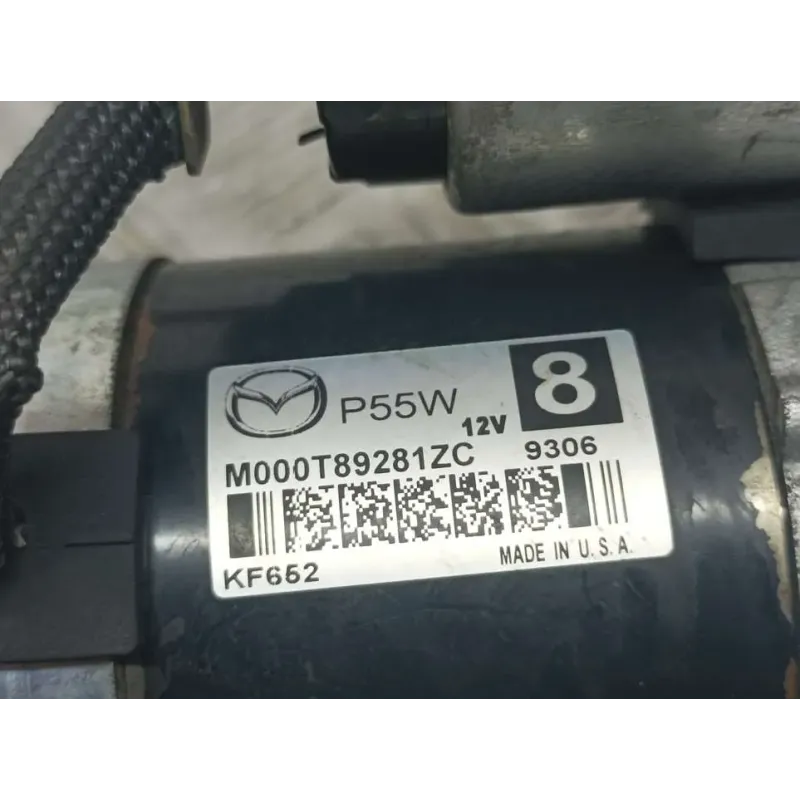 P55W 12V 8
M000T89281ZC 9306
KF652 MADE IN U.S.A.